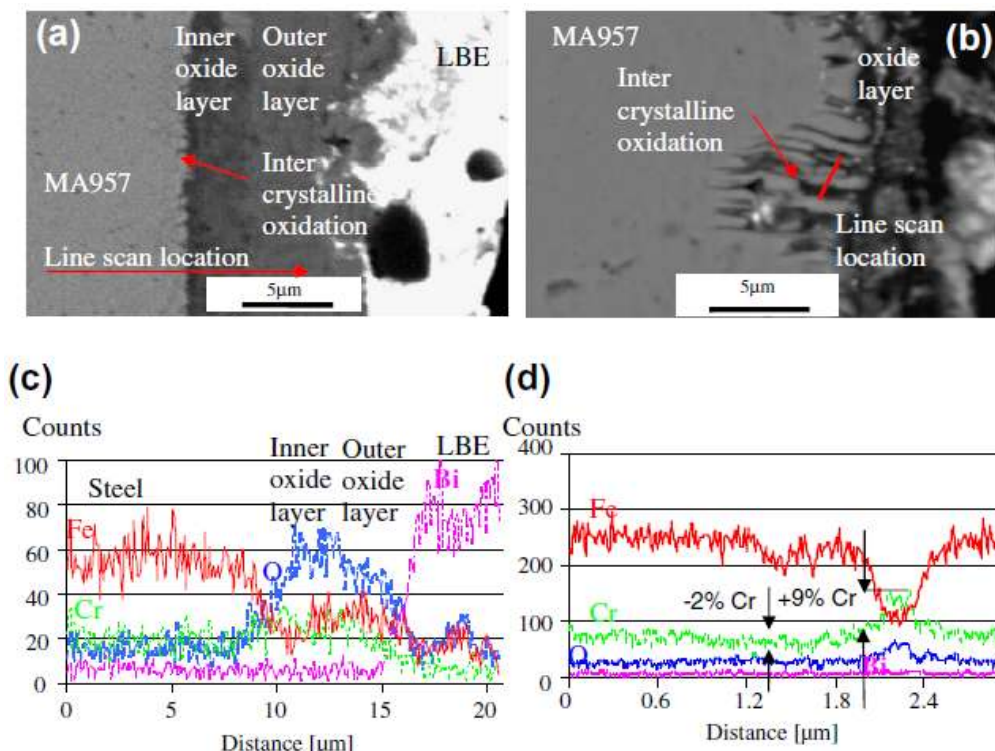 (a)
Inner
oxide
layer
Outer
oxide
layer
LBE
MA957
Inter
crystalline
oxidation
Line scan location
5μm
(b)
MA957
oxide
layer
Inter
crystalline
oxidation
Line scan
location
5μm
(c)
Counts
100
80
60
40
20
0
Steel
Inner
oxide
layer
Outer
oxide
layer
LBE
Bi
Fe
O
Cr
0 5 10 15 20
Distance [μm]
(d)
Counts
400
300
200
100
0
Fe
-2% Cr +9% Cr
Cr
O
Bi
0 0.6 1.2 1.8 2.4
Distance [μm]